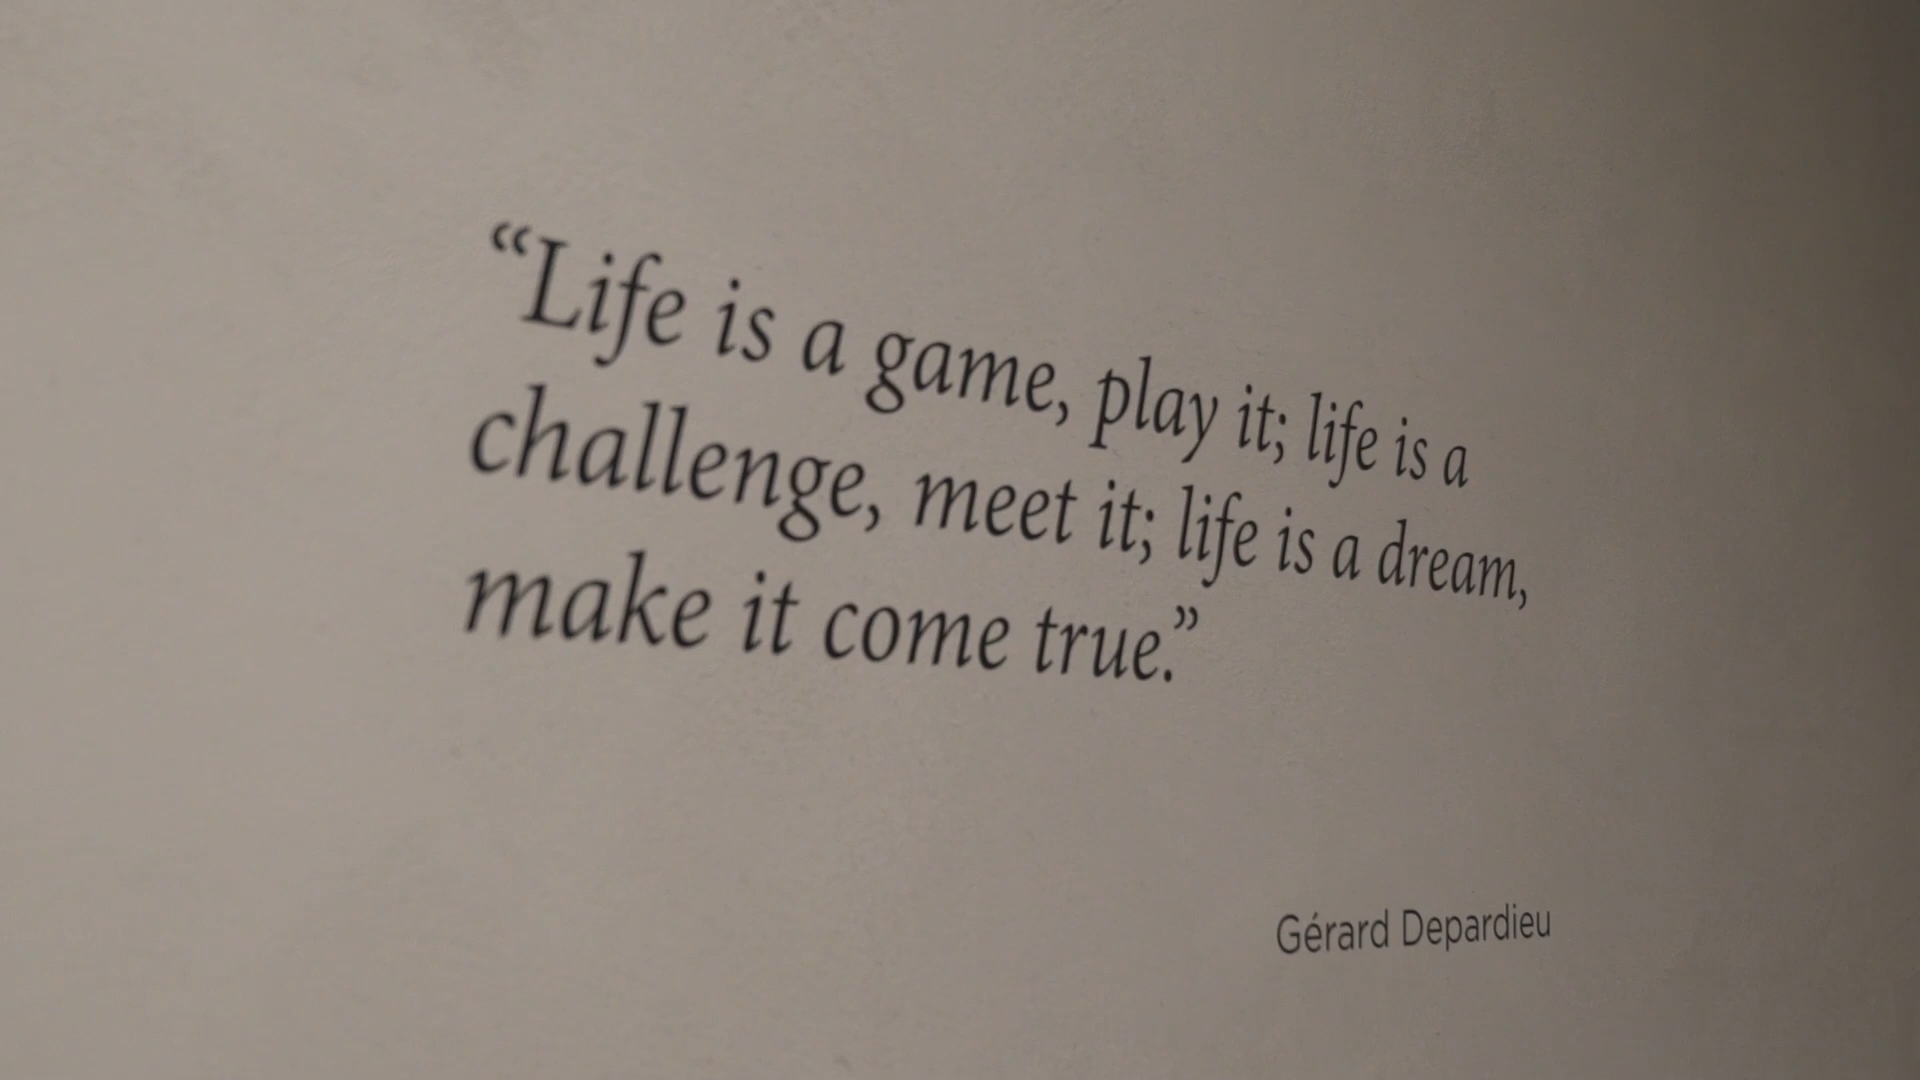 “Life is a game, play it; life is a
challenge, meet it; life is a dream,
make it come true.”
Gérard Depardieu